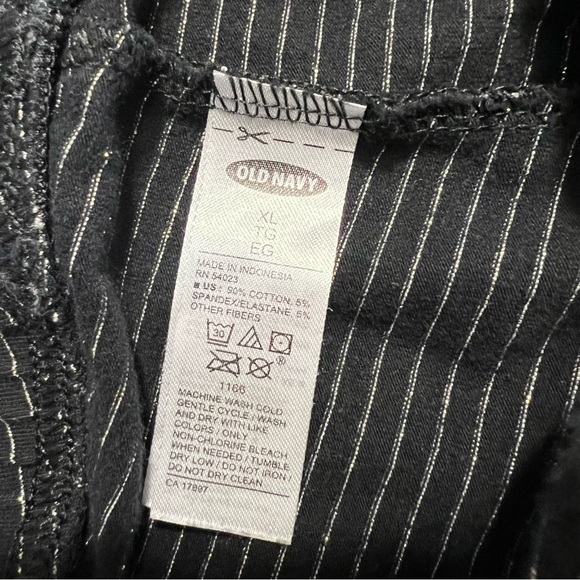 OLD NAVY
XL
TG
EG
MADE IN INDONESIA
RN 54023
■ US: 90% COTTON, 5%
SPANDEX/ELASTANE, 5%
OTHER FIBERS
30
®
1166
MACHINE WASH COLD
GENTLE CYCLE / WASH
AND DRY WITH LIKE
COLORS / ONLY
NON-CHLORINE BLEACH
WHEN NEEDED / TUMBLE
DRY LOW / DO NOT IRON /
DO NOT DRY CLEAN
CA 17897